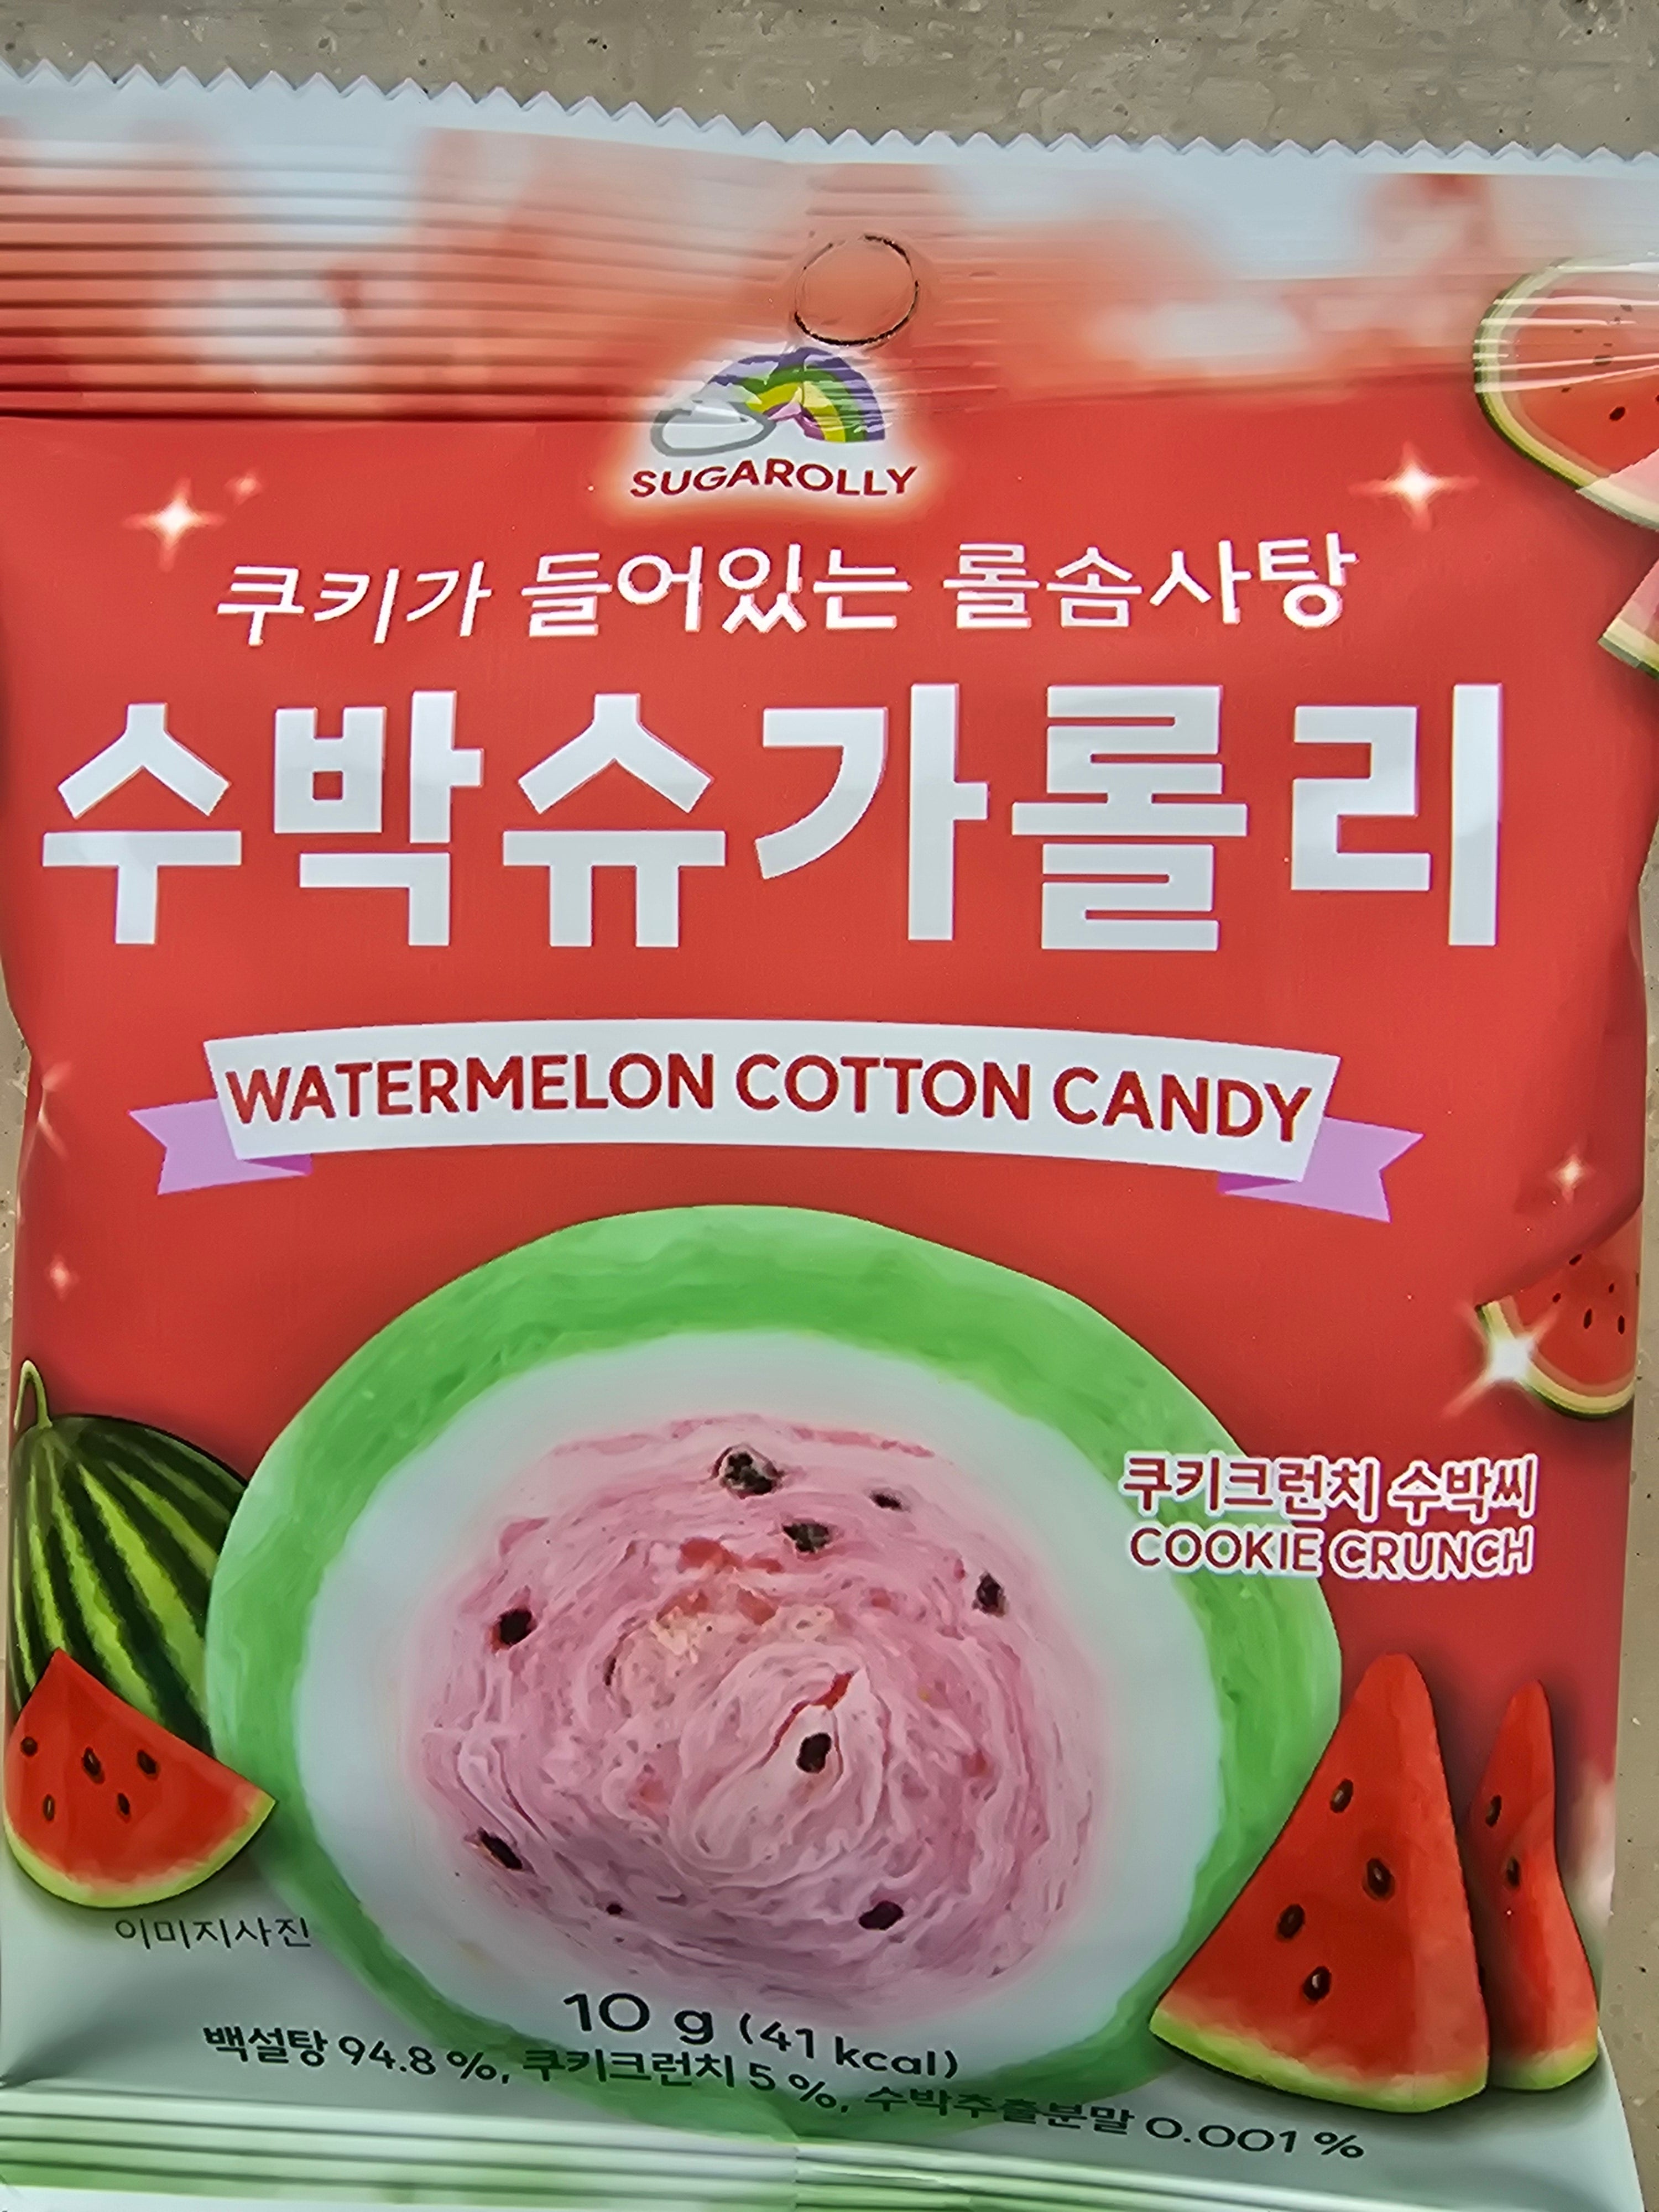 SUGAROLLY
쿠키가 들어있는 롤솜사탕
수박슈가롤리
WATERMELON COTTON CANDY
쿠키크런치 수박씨
COOKIE CRUNCH
이미지사진
10 g (41 kcal)
백설탕 94.8 %, 쿠키크런치 5 %, 수박추출분말 0.001 %